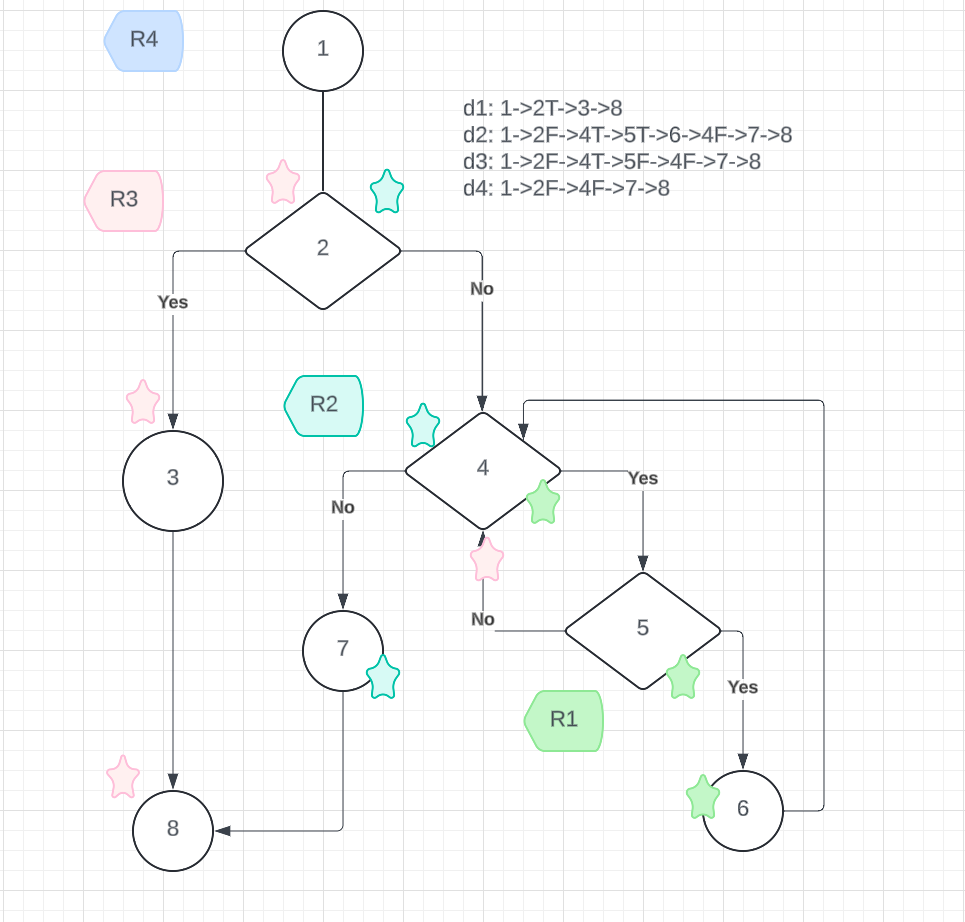 R4
1
d1: 1->2T->3->8
d2: 1->2F->4T->5T->6->4F->7->8
d3: 1->2F->4T->5F->4F->7->8
d4: 1->2F->4F->7->8
R3
2
Yes
No
R2
4
3
Yes
No
No
5
7
Yes
R1
6
8